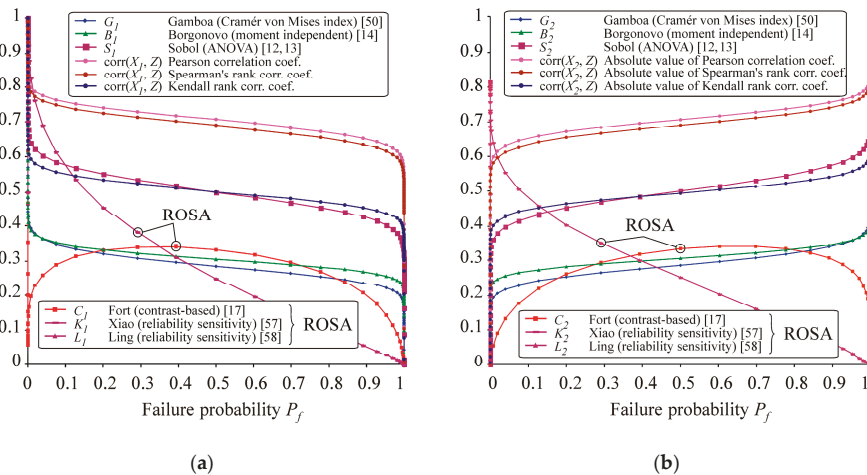 G1 Gamboa (Cramér von Mises index) [50]
B1 Borgonovo (moment independent) [14]
S1 Sobol (ANOVA) [12, 13]
corr(X1, Z) Pearson correlation coef.
corr(X1, Z) Spearman's rank corr. coef.
corr(X1, Z) Kendall rank corr. coef.
1
0.9
0.8
0.7
0.6
0.5
0.4
0.3
0.2
0.1
0
ROSA
C1 Fort (contrast-based) [17]
K1 Xiao (reliability sensitivity) [57]
L1 Ling (reliability sensitivity) [58]
ROSA
0 0.1 0.2 0.3 0.4 0.5 0.6 0.7 0.8 0.9 1
Failure probability Pf
(a)
G2 Gamboa (Cramér von Mises index) [50]
B2 Borgonovo (moment independent) [14]
S2 Sobol (ANOVA) [12, 13]
corr(X2, Z) Absolute value of Pearson correlation coef.
corr(X2, Z) Absolute value of Spearman's rank corr. coef.
corr(X2, Z) Absolute value of Kendall rank corr. coef.
1
0.9
0.8
0.7
0.6
0.5
0.4
0.3
0.2
0.1
0
ROSA
C2 Fort (contrast-based) [17]
K2 Xiao (reliability sensitivity) [57]
L2 Ling (reliability sensitivity) [58]
ROSA
0 0.1 0.2 0.3 0.4 0.5 0.6 0.7 0.8 0.9 1
Failure probability Pf
(b)